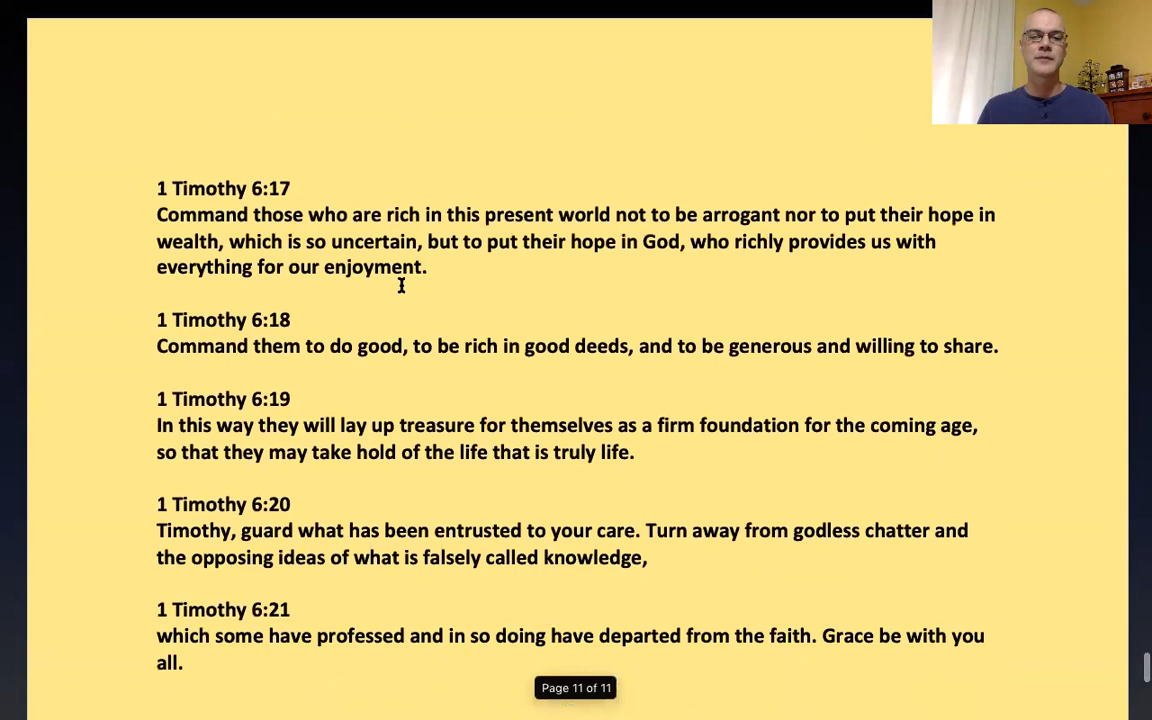 1 Timothy 6:17
Command those who are rich in this present world not to be arrogant nor to put their hope in
wealth, which is so uncertain, but to put their hope in God, who richly provides us with
everything for our enjoyment.
1 Timothy 6:18
Command them to do good, to be rich in good deeds, and to be generous and willing to share.
1 Timothy 6:19
In this way they will lay up treasure for themselves as a firm foundation for the coming age,
so that they may take hold of the life that is truly life.
1 Timothy 6:20
Timothy, guard what has been entrusted to your care. Turn away from godless chatter and
the opposing ideas of what is falsely called knowledge,
1 Timothy 6:21
which some have professed and in so doing have departed from the faith. Grace be with you
all.
Page 11 of 11